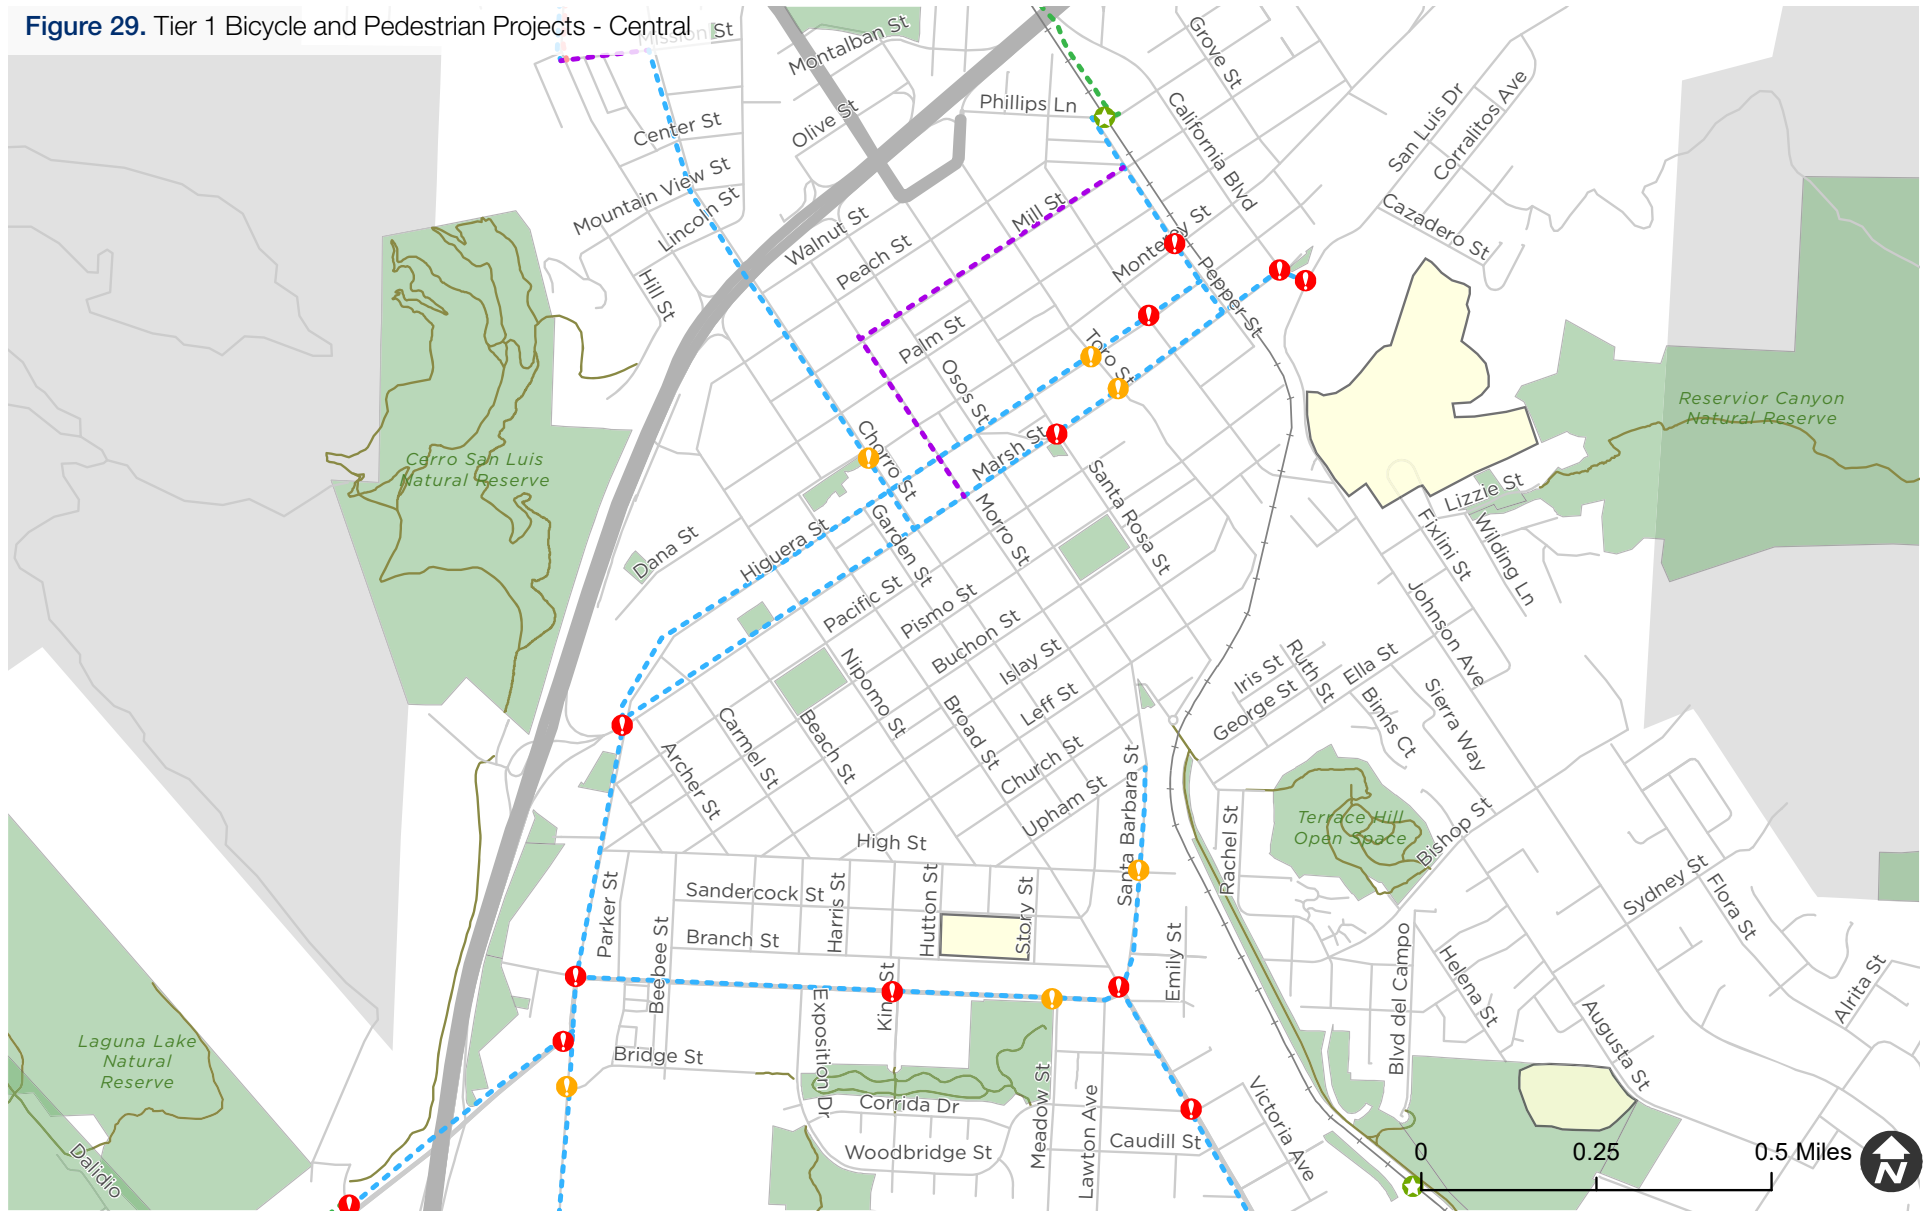 Figure 29. Tier 1 Bicycle and Pedestrian Projects - Central
Mission St
Montalban St
Grove St
Phillips Ln
California Blvd
San Luis Dr
Corralitos Ave
Center St
Olive St
Mountain View St
Lincoln St
Walnut St
Mill St
Monterey St
Cazadero St
Hill St
Peach St
Pepper St
Palm St
Toro St
Osos St
Reservior Canyon
Natural Reserve
Cerro San Luis
Natural Reserve
Chorro St
Marsh St
Santa Rosa St
Lizzie St
Dana St
Higuera St
Garden St
Morro St
Fixlini St
Wilding Ln
Pacific St
Pismo St
Buchon St
Islay St
Leff St
Johnson Ave
Iris St
Ruth St
Ella St
George St
Binns Ct
Sierra Way
Nipomo St
Broad St
Carmel St
Beach St
Archer St
Church St
Upham St
Santa Barbara St
Terrace Hill
Open Space
Bishop St
Rachel St
High St
Sandercock St
Harris St
Hutton St
Story St
Parker St
Branch St
Beebee St
Emily St
Sydney St
Flora St
Blvd del Campo
Helena St
Alrita St
Exposition Dr
King St
Augusta St
Laguna Lake
Natural
Reserve
Bridge St
Corrida Dr
Meadow St
Lawton Ave
Victoria Ave
Caudill St
Woodbridge St
Dalidio
0 0.25 0.5 Miles
N